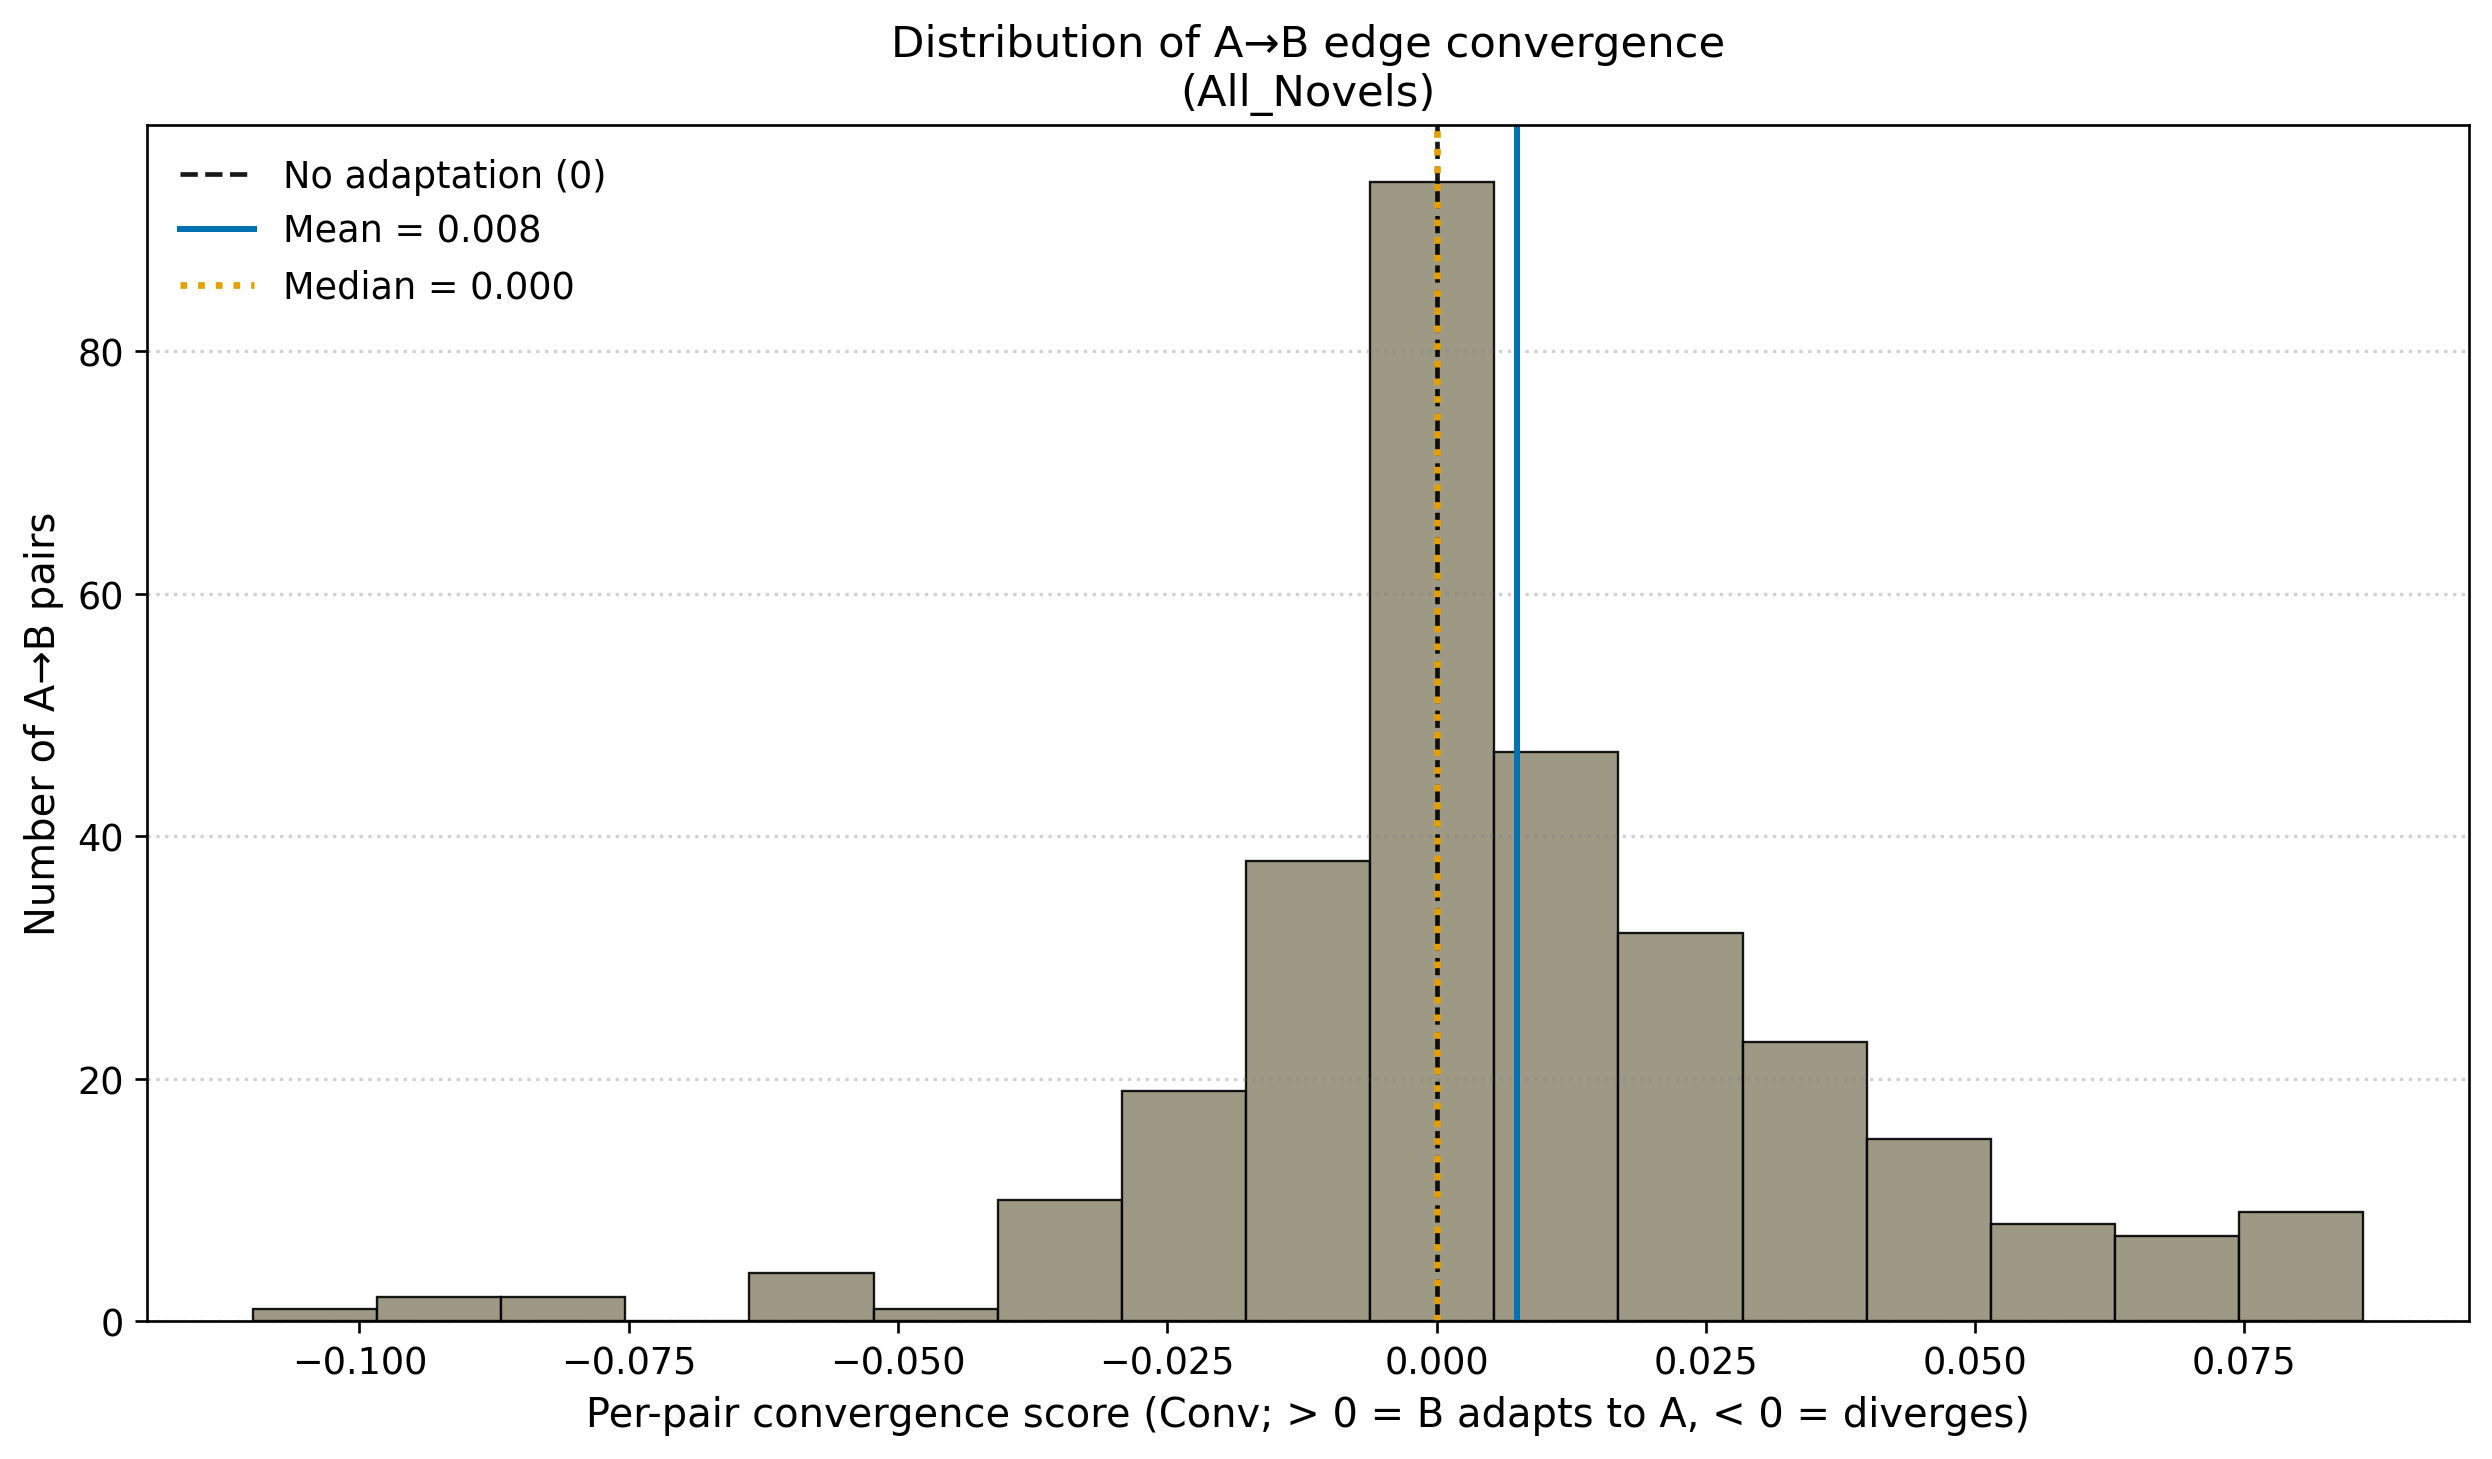 Distribution of A→B edge convergence
(All_Novels)
No adaptation (0)
Mean = 0.008
Median = 0.000
Number of A→B pairs
80
60
40
20
0
−0.100 −0.075 −0.050 −0.025 0.000 0.025 0.050 0.075
Per-pair convergence score (Conv; > 0 = B adapts to A, < 0 = diverges)